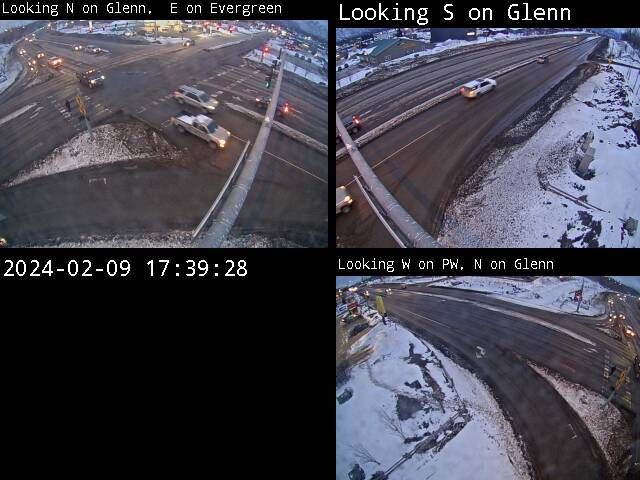 Looking N on Glenn,  E on Evergreen
Looking S on Glenn
2024-02-09 17:39:28
Looking W on PW, N on Glenn